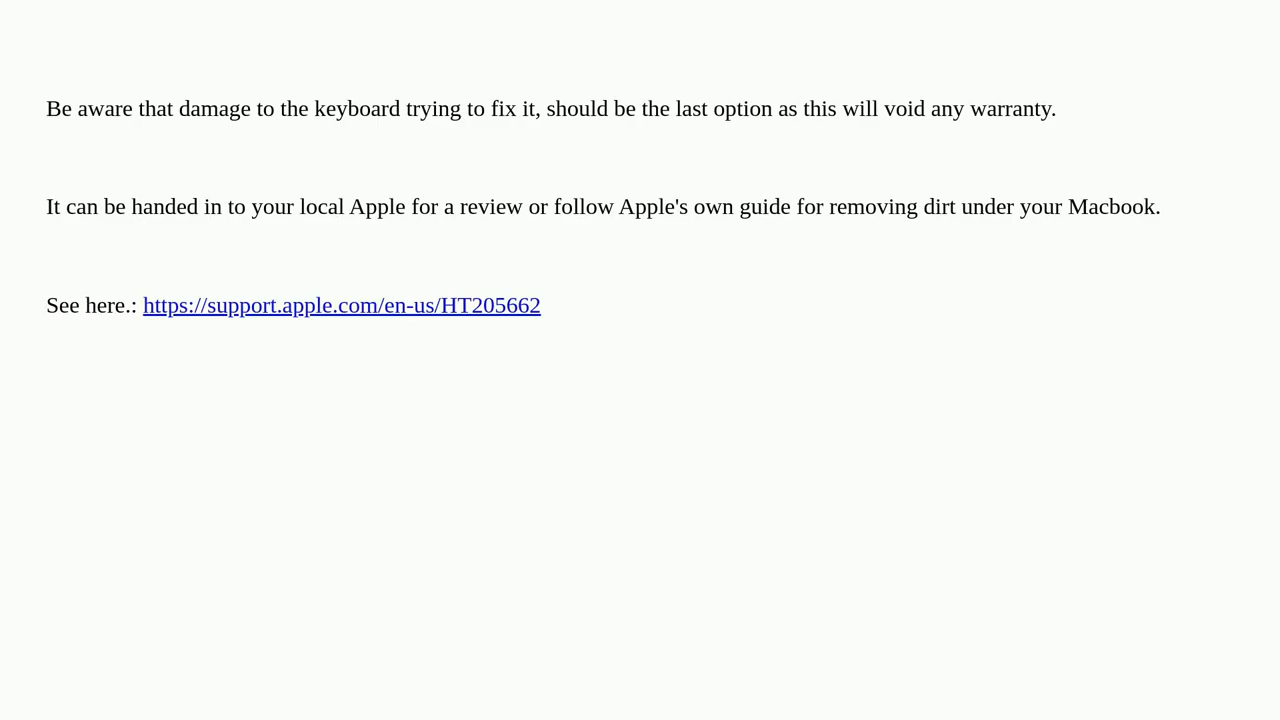 Be aware that damage to the keyboard trying to fix it, should be the last option as this will void any warranty.
It can be handed in to your local Apple for a review or follow Apple's own guide for removing dirt under your Macbook.
See here.: https://support.apple.com/en-us/HT205662